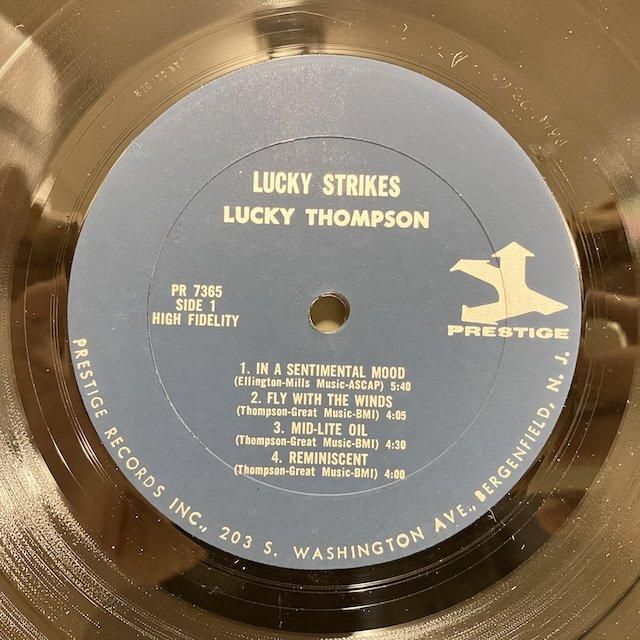 LUCKY STRIKES
LUCKY THOMPSON
PR 7365
SIDE 1
HIGH FIDELITY
PRESTIGE
1. IN A SENTIMENTAL MOOD
(Ellington-Mills Music-ASCAP) 5:40
2. FLY WITH THE WINDS
(Thompson-Great Music-BMI) 4:05
3. MID-LITE OIL
(Thompson-Great Music-BMI) 4:30
4. REMINISCENT
(Thompson-Great Music-BMI) 4:00
PRESTIGE RECORDS INC., 203 S. WASHINGTON AVE., BERGENFIELD, N. J.